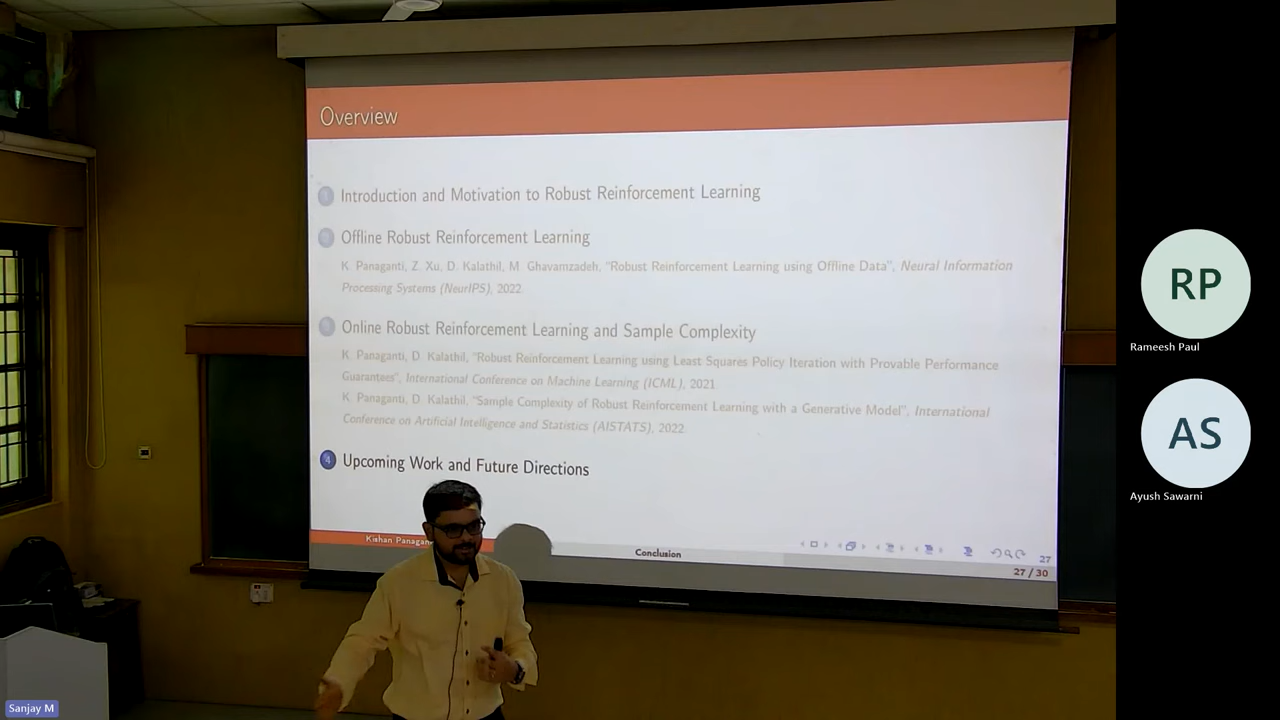 Overview
1 Introduction and Motivation to Robust Reinforcement Learning
2 Offline Robust Reinforcement Learning
K. Panaganti, Z. Xu, D. Kalathil, M. Ghavamzadeh, "Robust Reinforcement Learning using Offline Data", Neural Information
Processing Systems (NeurIPS), 2022.
3 Online Robust Reinforcement Learning and Sample Complexity
K. Panaganti, D. Kalathil, "Robust Reinforcement Learning using Least Squares Policy Iteration with Provable Performance
Guarantees", International Conference on Machine Learning (ICML), 2021.
K. Panaganti, D. Kalathil, "Sample Complexity of Robust Reinforcement Learning with a Generative Model", International
Conference on Artificial Intelligence and Statistics (AISTATS), 2022.
4 Upcoming Work and Future Directions
Kishan Panagan
Conclusion
27
27 / 30
RP
Rameesh Paul
AS
Ayush Sawarni
Sanjay M